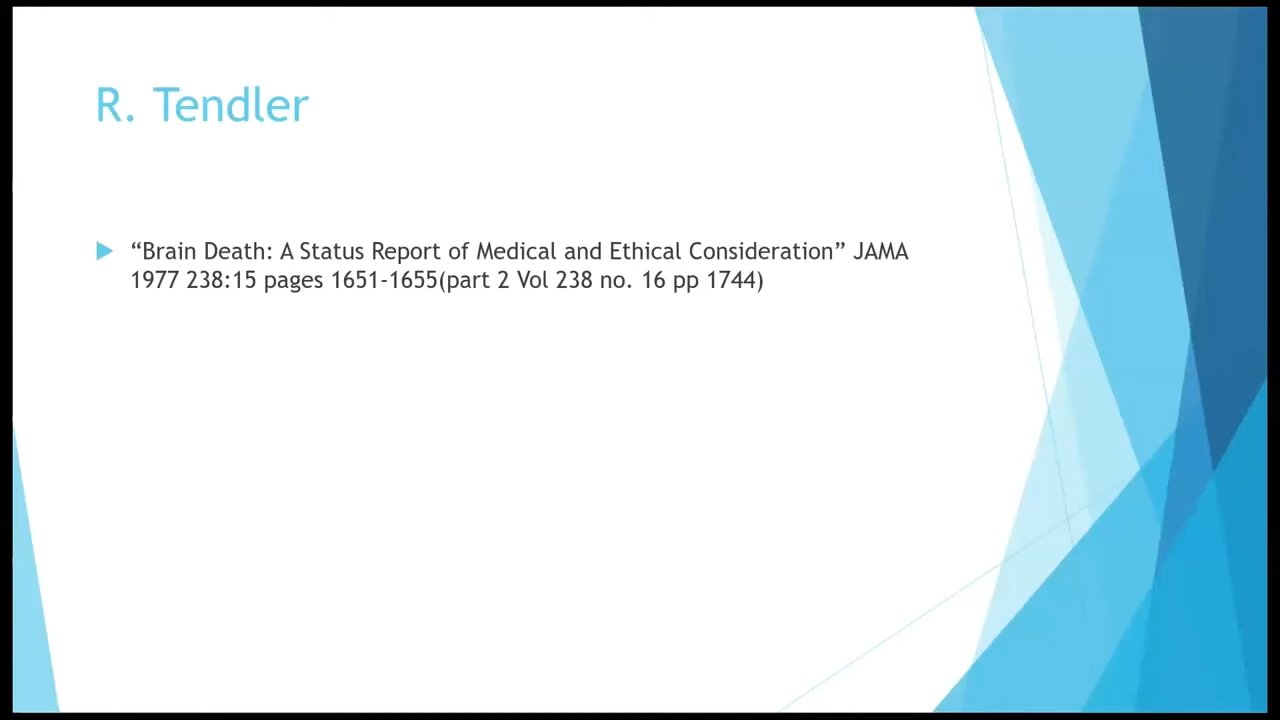 R. Tendler
“Brain Death: A Status Report of Medical and Ethical Consideration” JAMA
1977 238:15 pages 1651-1655(part 2 Vol 238 no. 16 pp 1744)